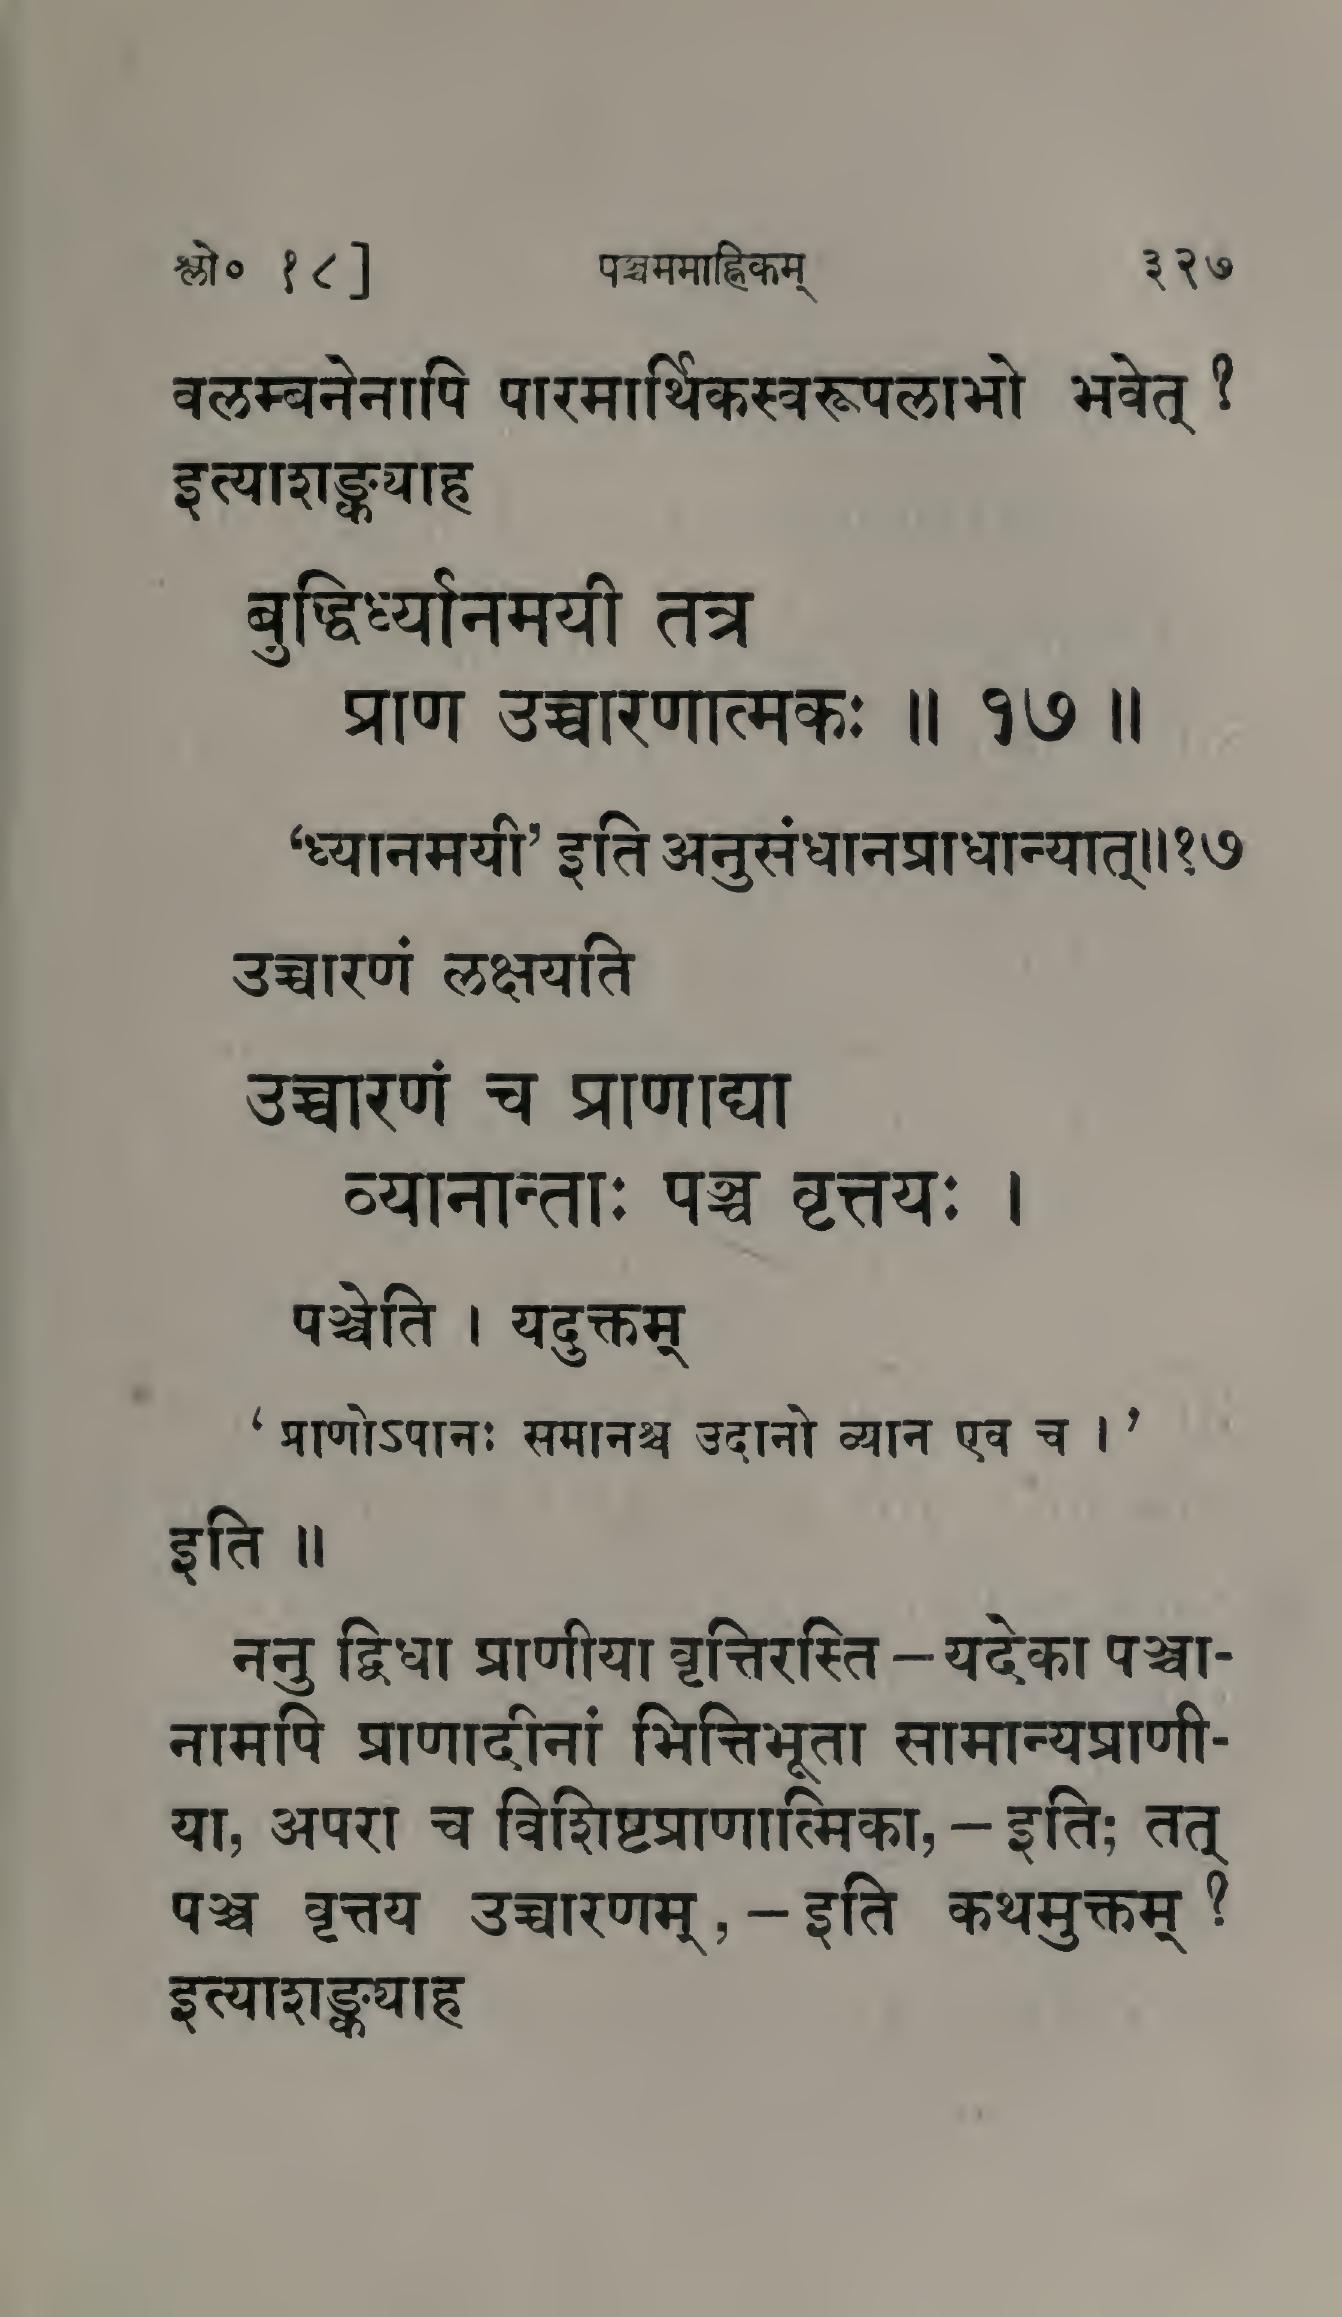 श्लो० १८]
पञ्चममाह्निकम्
३२७
वलम्बनेनापि पारमार्थिकस्वरूपलाभो भवेत् ?
इत्याशङ्क्याह
बुद्धिर्ध्यानमयी तत्र
प्राण उच्चारणात्मकः ॥ १७ ॥
‘ध्यानमयी’ इति अनुसंधानप्राधान्यात्॥१७
उच्चारणं लक्षयति
उच्चारणं च प्राणाद्या
व्यानान्ताः पञ्च वृत्तयः ।
पञ्चेति । यदुक्तम्
‘ प्राणोऽपानः समानश्च उदानो व्यान एव च । ’
इति ॥
ननु द्विधा प्राणीया वृत्तिरस्ति – यदेका पञ्चा-
नामपि प्राणादीनां भित्तिभूता सामान्यप्राणी-
या, अपरा च विशिष्टप्राणात्मिका, – इति; तत्
पञ्च वृत्तय उच्चारणम् , – इति कथमुक्तम् ?
इत्याशङ्क्याह